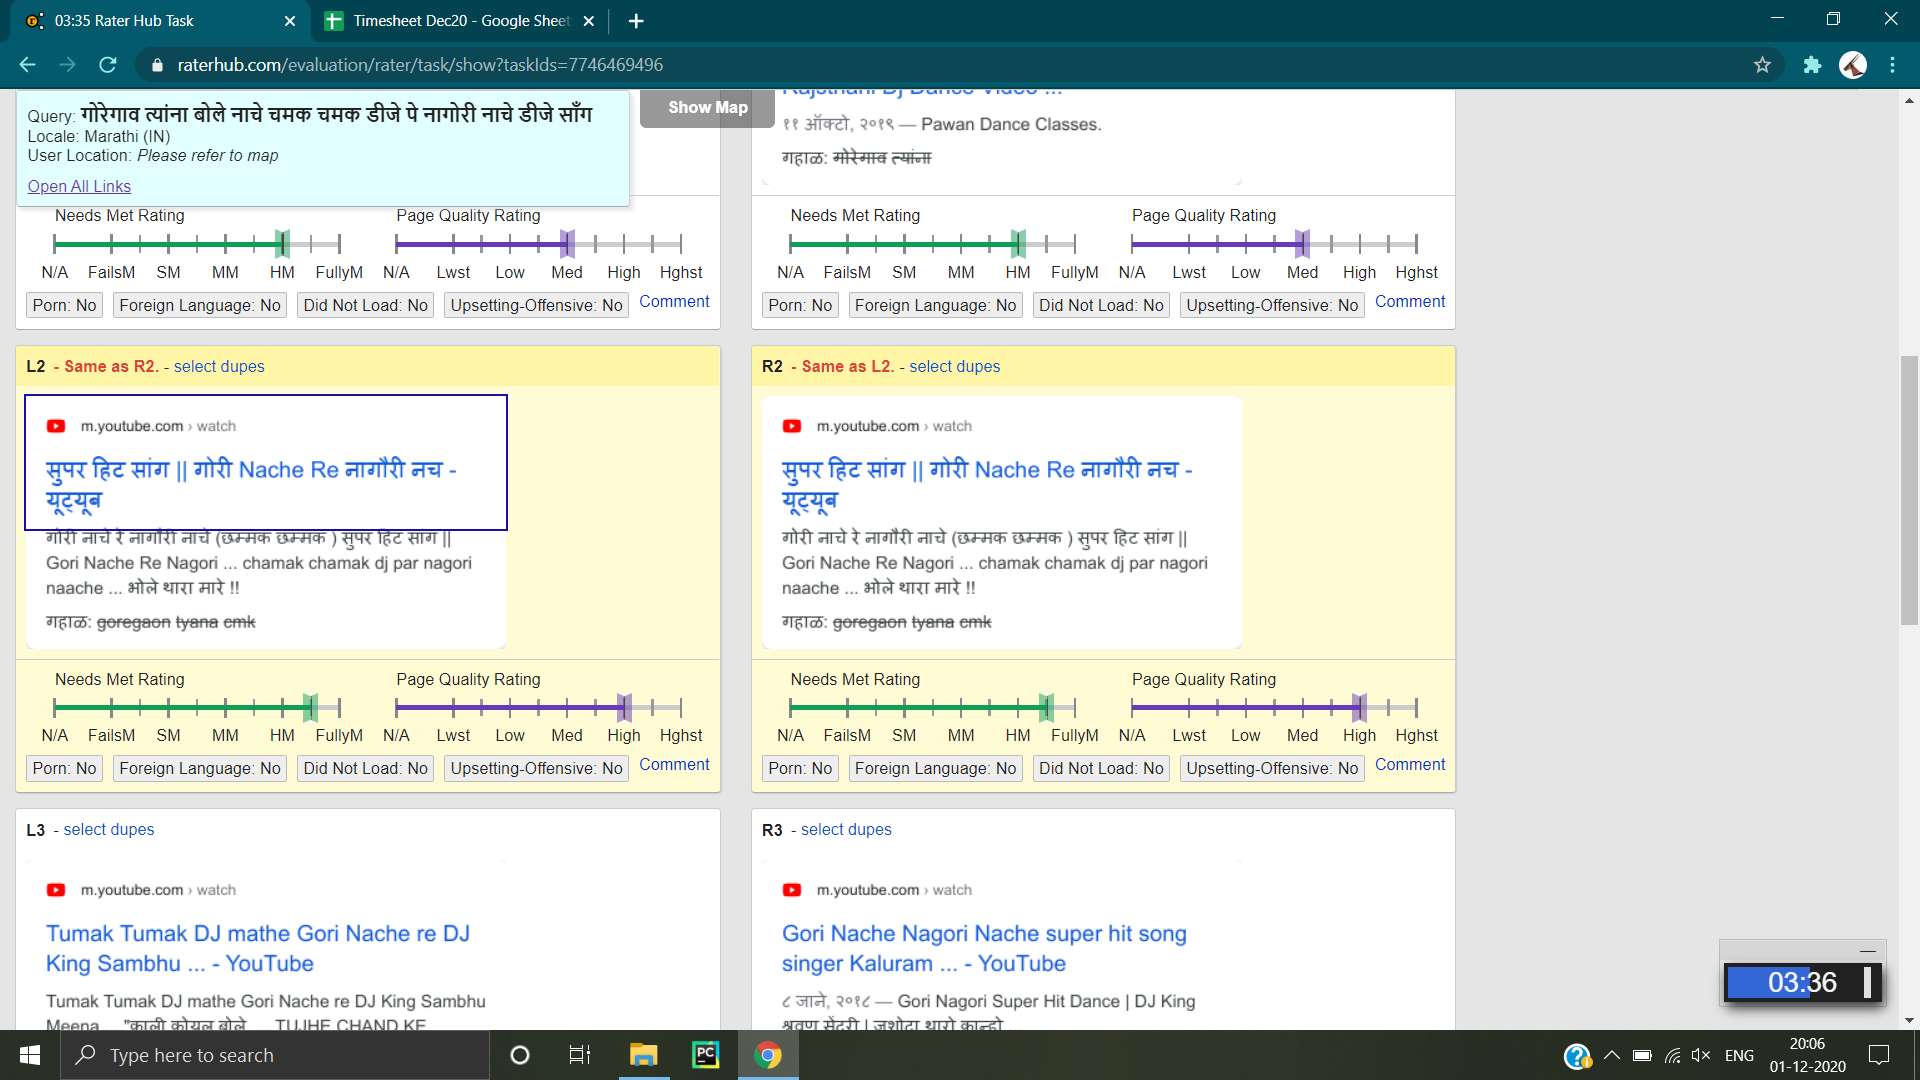 03:35 Rater Hub Task
Timesheet Dec20 - Google Sheet
raterhub.com/evaluation/rater/task/show?taskIds=7746469496
Query: गोरेगाव त्यांना बोले नाचे चमक चमक डीजे पे नागोरी नाचे डीजे साँग
Locale: Marathi (IN)
User Location: Please refer to map
Open All Links
Show Map
Rajsthani Dj Dance Video ...
११ ऑक्टो, २०१९ — Pawan Dance Classes.
गहाळ: गोरेगाव त्यांना
Needs Met Rating
N/A FailsM SM MM HM FullyM
Page Quality Rating
N/A Lwst Low Med High Hghst
Porn: No Foreign Language: No Did Not Load: No Upsetting-Offensive: No Comment
Needs Met Rating
N/A FailsM SM MM HM FullyM
Page Quality Rating
N/A Lwst Low Med High Hghst
Porn: No Foreign Language: No Did Not Load: No Upsetting-Offensive: No Comment
L2 - Same as R2. - select dupes
m.youtube.com › watch
सुपर हिट सांग || गोरी Nache Re नागौरी नच -
यूट्यूब
गोरी नाचे रे नागौरी नाचे (छम्मक छम्मक ) सुपर हिट सांग ||
Gori Nache Re Nagori ... chamak chamak dj par nagori
naache ... भोले थारा मारे !!
गहाळ: goregaon tyana cmk
Needs Met Rating
N/A FailsM SM MM HM FullyM
Page Quality Rating
N/A Lwst Low Med High Hghst
Porn: No Foreign Language: No Did Not Load: No Upsetting-Offensive: No Comment
R2 - Same as L2. - select dupes
m.youtube.com › watch
सुपर हिट सांग || गोरी Nache Re नागौरी नच -
यूट्यूब
गोरी नाचे रे नागौरी नाचे (छम्मक छम्मक ) सुपर हिट सांग ||
Gori Nache Re Nagori ... chamak chamak dj par nagori
naache ... भोले थारा मारे !!
गहाळ: goregaon tyana cmk
Needs Met Rating
N/A FailsM SM MM HM FullyM
Page Quality Rating
N/A Lwst Low Med High Hghst
Porn: No Foreign Language: No Did Not Load: No Upsetting-Offensive: No Comment
L3 - select dupes
m.youtube.com › watch
Tumak Tumak DJ mathe Gori Nache re DJ
King Sambhu ... - YouTube
Tumak Tumak DJ mathe Gori Nache re DJ King Sambhu
Meena ... "काली कोयल बोले ... TUJHE CHAND KE
R3 - select dupes
m.youtube.com › watch
Gori Nache Nagori Nache super hit song
singer Kaluram ... - YouTube
८ जाने, २०१८ — Gori Nagori Super Hit Dance | DJ King
श्रवण सेंटरी | जशोदा थारो कान्हो
03:36
Type here to search
PC
ENG
20:06
01-12-2020